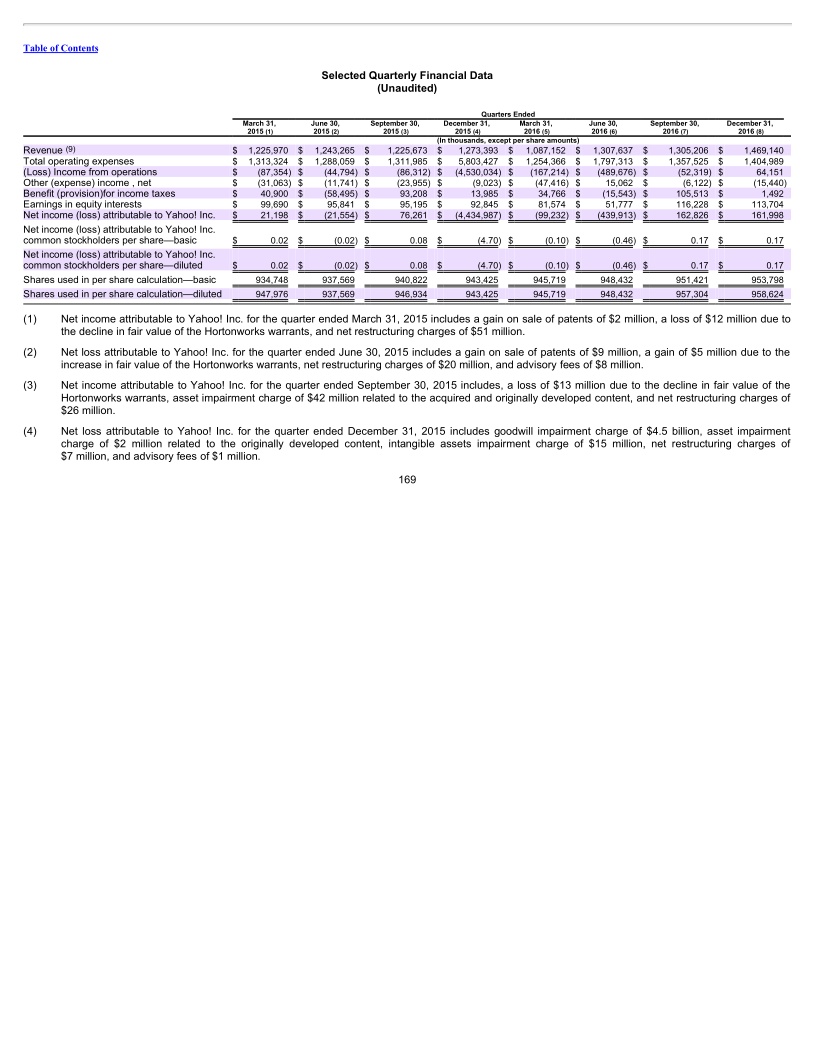 Table of Contents
Selected Quarterly Financial Data
(Unaudited)
Quarters Ended
March 31, June 30, September 30, December 31, March 31, June 30, September 30, December 31,
2015 (1) 2015 (2) 2015 (3) 2015 (4) 2016 (5) 2016 (6) 2016 (7) 2016 (8)
(In thousands, except per share amounts)
Revenue (9) $ 1,225,970 $ 1,243,265 $ 1,225,673 $ 1,273,393 $ 1,087,152 $ 1,307,637 $ 1,305,206 $ 1,469,140
Total operating expenses $ 1,313,324 $ 1,288,059 $ 1,311,985 $ 5,803,427 $ 1,254,366 $ 1,797,313 $ 1,357,525 $ 1,404,989
(Loss) Income from operations $ (87,354) $ (44,794) $ (86,312) $ (4,530,034) $ (167,214) $ (489,676) $ (52,319) $ 64,151
Other (expense) income , net $ (31,063) $ (11,741) $ (23,955) $ (9,023) $ (47,416) $ 15,062 $ (6,122) $ (15,440)
Benefit (provision)for income taxes $ 40,900 $ (58,495) $ 93,208 $ 13,985 $ 34,766 $ (15,543) $ 105,513 $ 1,492
Earnings in equity interests $ 99,690 $ 95,841 $ 95,195 $ 92,845 $ 81,574 $ 51,777 $ 116,228 $ 113,704
Net income (loss) attributable to Yahoo! Inc. $ 21,198 $ (21,554) $ 76,261 $ (4,434,987) $ (99,232) $ (439,913) $ 162,826 $ 161,998
Net income (loss) attributable to Yahoo! Inc.
common stockholders per share—basic $ 0.02 $ (0.02) $ 0.08 $ (4.70) $ (0.10) $ (0.46) $ 0.17 $ 0.17
Net income (loss) attributable to Yahoo! Inc.
common stockholders per share—diluted $ 0.02 $ (0.02) $ 0.08 $ (4.70) $ (0.10) $ (0.46) $ 0.17 $ 0.17
Shares used in per share calculation—basic 934,748 937,569 940,822 943,425 945,719 948,432 951,421 953,798
Shares used in per share calculation—diluted 947,976 937,569 946,934 943,425 945,719 948,432 957,304 958,624
(1) Net income attributable to Yahoo! Inc. for the quarter ended March 31, 2015 includes a gain on sale of patents of $2 million, a loss of $12 million due to
the decline in fair value of the Hortonworks warrants, and net restructuring charges of $51 million.
(2) Net loss attributable to Yahoo! Inc. for the quarter ended June 30, 2015 includes a gain on sale of patents of $9 million, a gain of $5 million due to the
increase in fair value of the Hortonworks warrants, net restructuring charges of $20 million, and advisory fees of $8 million.
(3) Net income attributable to Yahoo! Inc. for the quarter ended September 30, 2015 includes, a loss of $13 million due to the decline in fair value of the
Hortonworks warrants, asset impairment charge of $42 million related to the acquired and originally developed content, and net restructuring charges of
$26 million.
(4) Net loss attributable to Yahoo! Inc. for the quarter ended December 31, 2015 includes goodwill impairment charge of $4.5 billion, asset impairment
charge of $2 million related to the originally developed content, intangible assets impairment charge of $15 million, net restructuring charges of
$7 million, and advisory fees of $1 million.
169